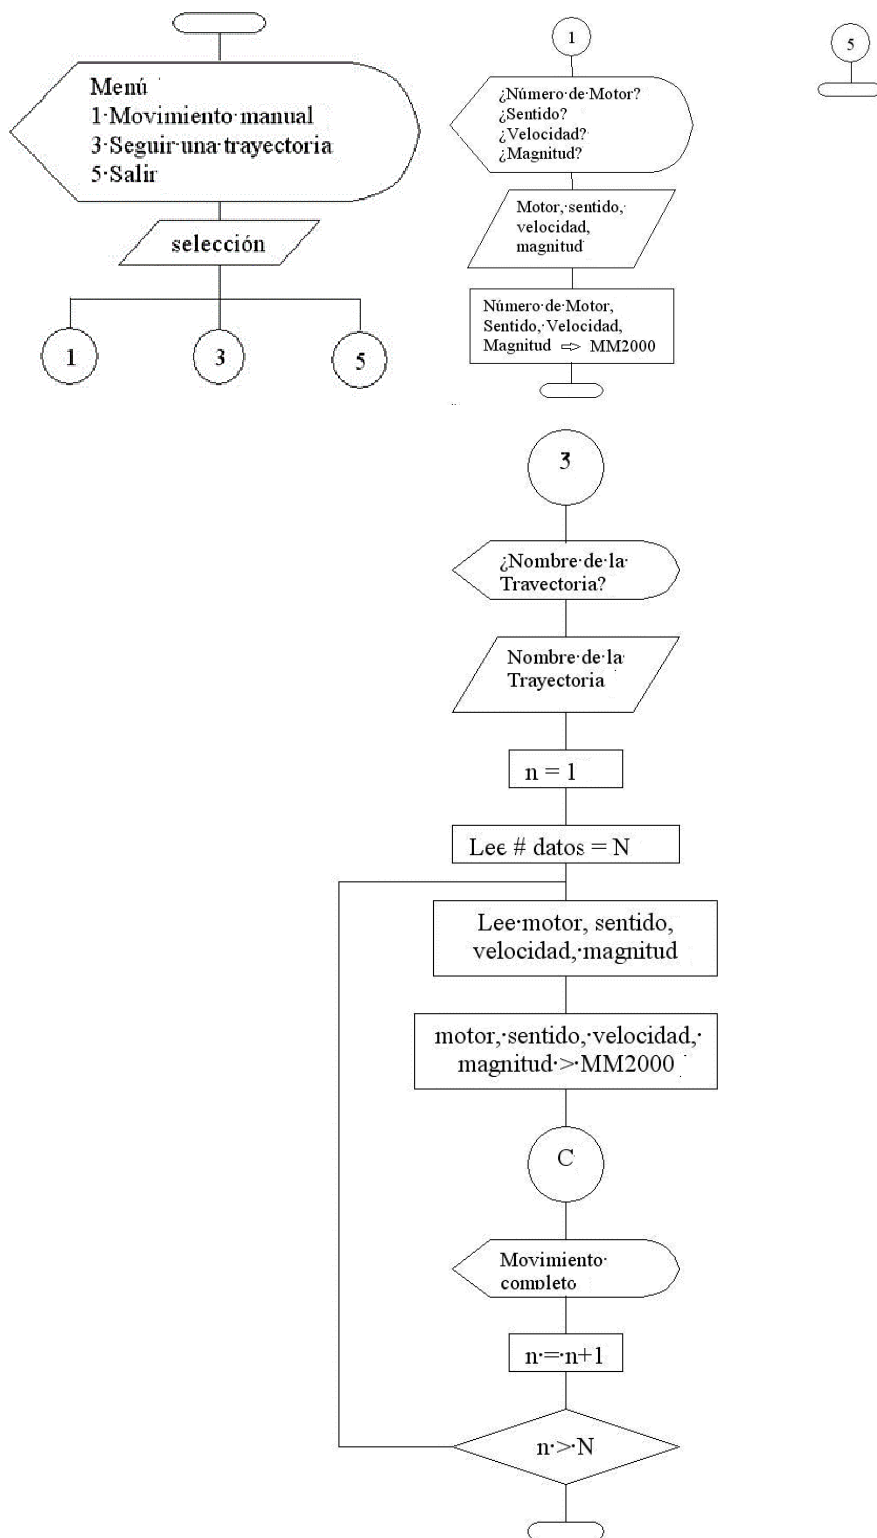 Menú
1·Movimiento·manual
3·Seguir·una·trayectoria
5·Salir
selección
1
3
5
1
¿Número·de·Motor?
¿Sentido?
¿Velocidad?
¿Magnitud?
Motor,·sentido,·
velocidad,
magnitud
Número·de·Motor,
Sentido,·Velocidad,
Magnitud ⇨ MM2000
5
3
¿Nombre·de·la·
Travectoria?
Nombre·de·la·
Trayectoria
n = 1
Lee # datos = N
Lee·motor, sentido,
velocidad,·magnitud
motor,·sentido,·velocidad,·
magnitud·>·MM2000
C
Movimiento·
completo
n·=·n+1
n·>·N